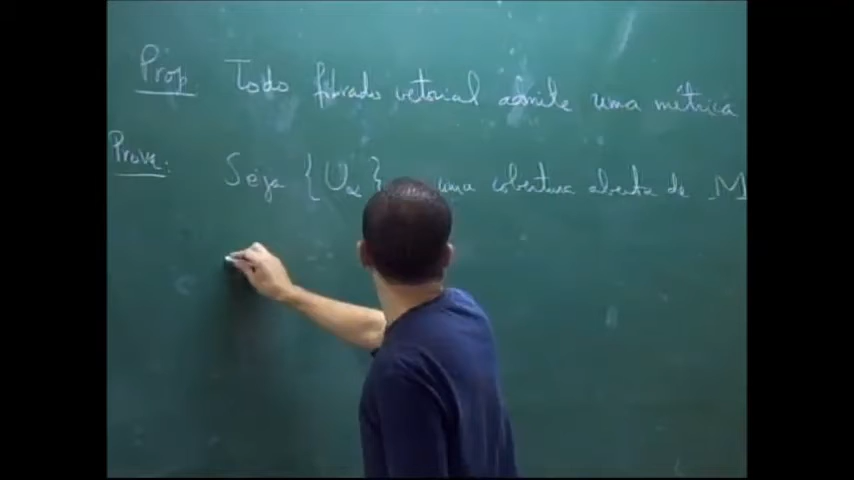 Prop Todo fibrado vetorial admite uma métrica
Prova: Seja {Uα} uma cobertura aberta de M